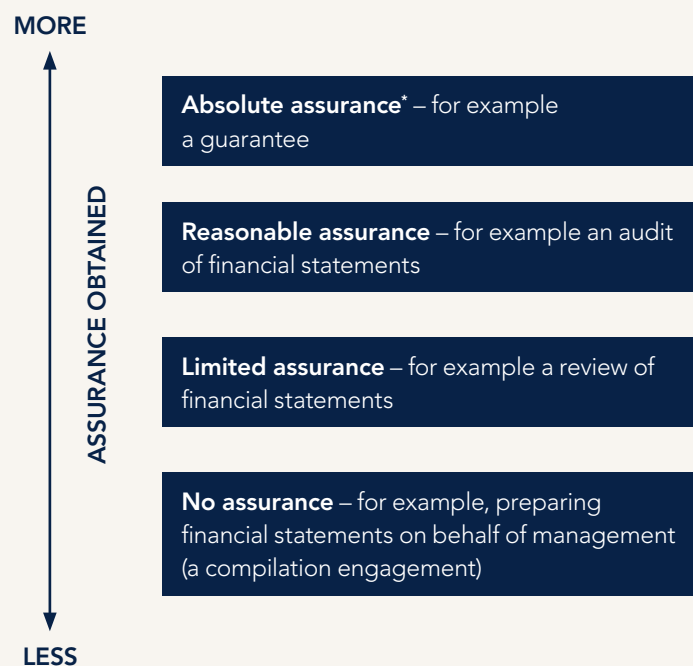 MORE
ASSURANCE OBTAINED
Absolute assurance* – for example
a guarantee
Reasonable assurance – for example an audit
of financial statements
Limited assurance – for example a review of
financial statements
No assurance – for example, preparing
financial statements on behalf of management
(a compilation engagement)
LESS